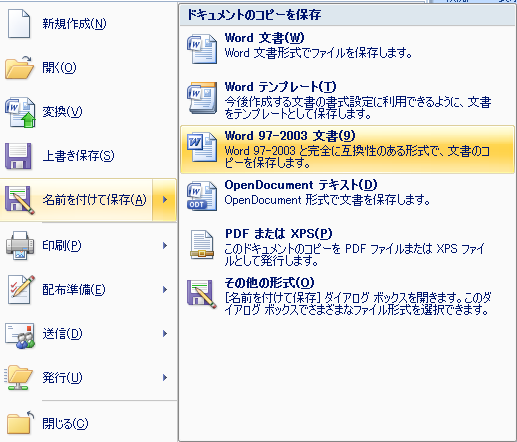 新規作成(N)
開く(O)
変換(V)
上書き保存(S)
名前を付けて保存(A)
印刷(P)
配布準備(E)
送信(D)
発行(U)
閉じる(C)
ドキュメントのコピーを保存
Word 文書(W)
Word 文書形式でファイルを保存します。
Word テンプレート(T)
今後作成する文書の書式設定に利用できるように、文書
をテンプレートとして保存します。
Word 97-2003 文書(9)
Word 97-2003 と完全に互換性のある形式で、文書のコ
ピーを保存します。
OpenDocument テキスト(D)
OpenDocument 形式で文書を保存します。
ODT
PDF または XPS(P)
このドキュメントのコピーを PDF ファイルまたは XPS ファイ
ルとして発行します。
その他の形式(O)
[名前を付けて保存] ダイアログ ボックスを開きます。このダ
イアログ ボックスでさまざまなファイル形式を選択できます。